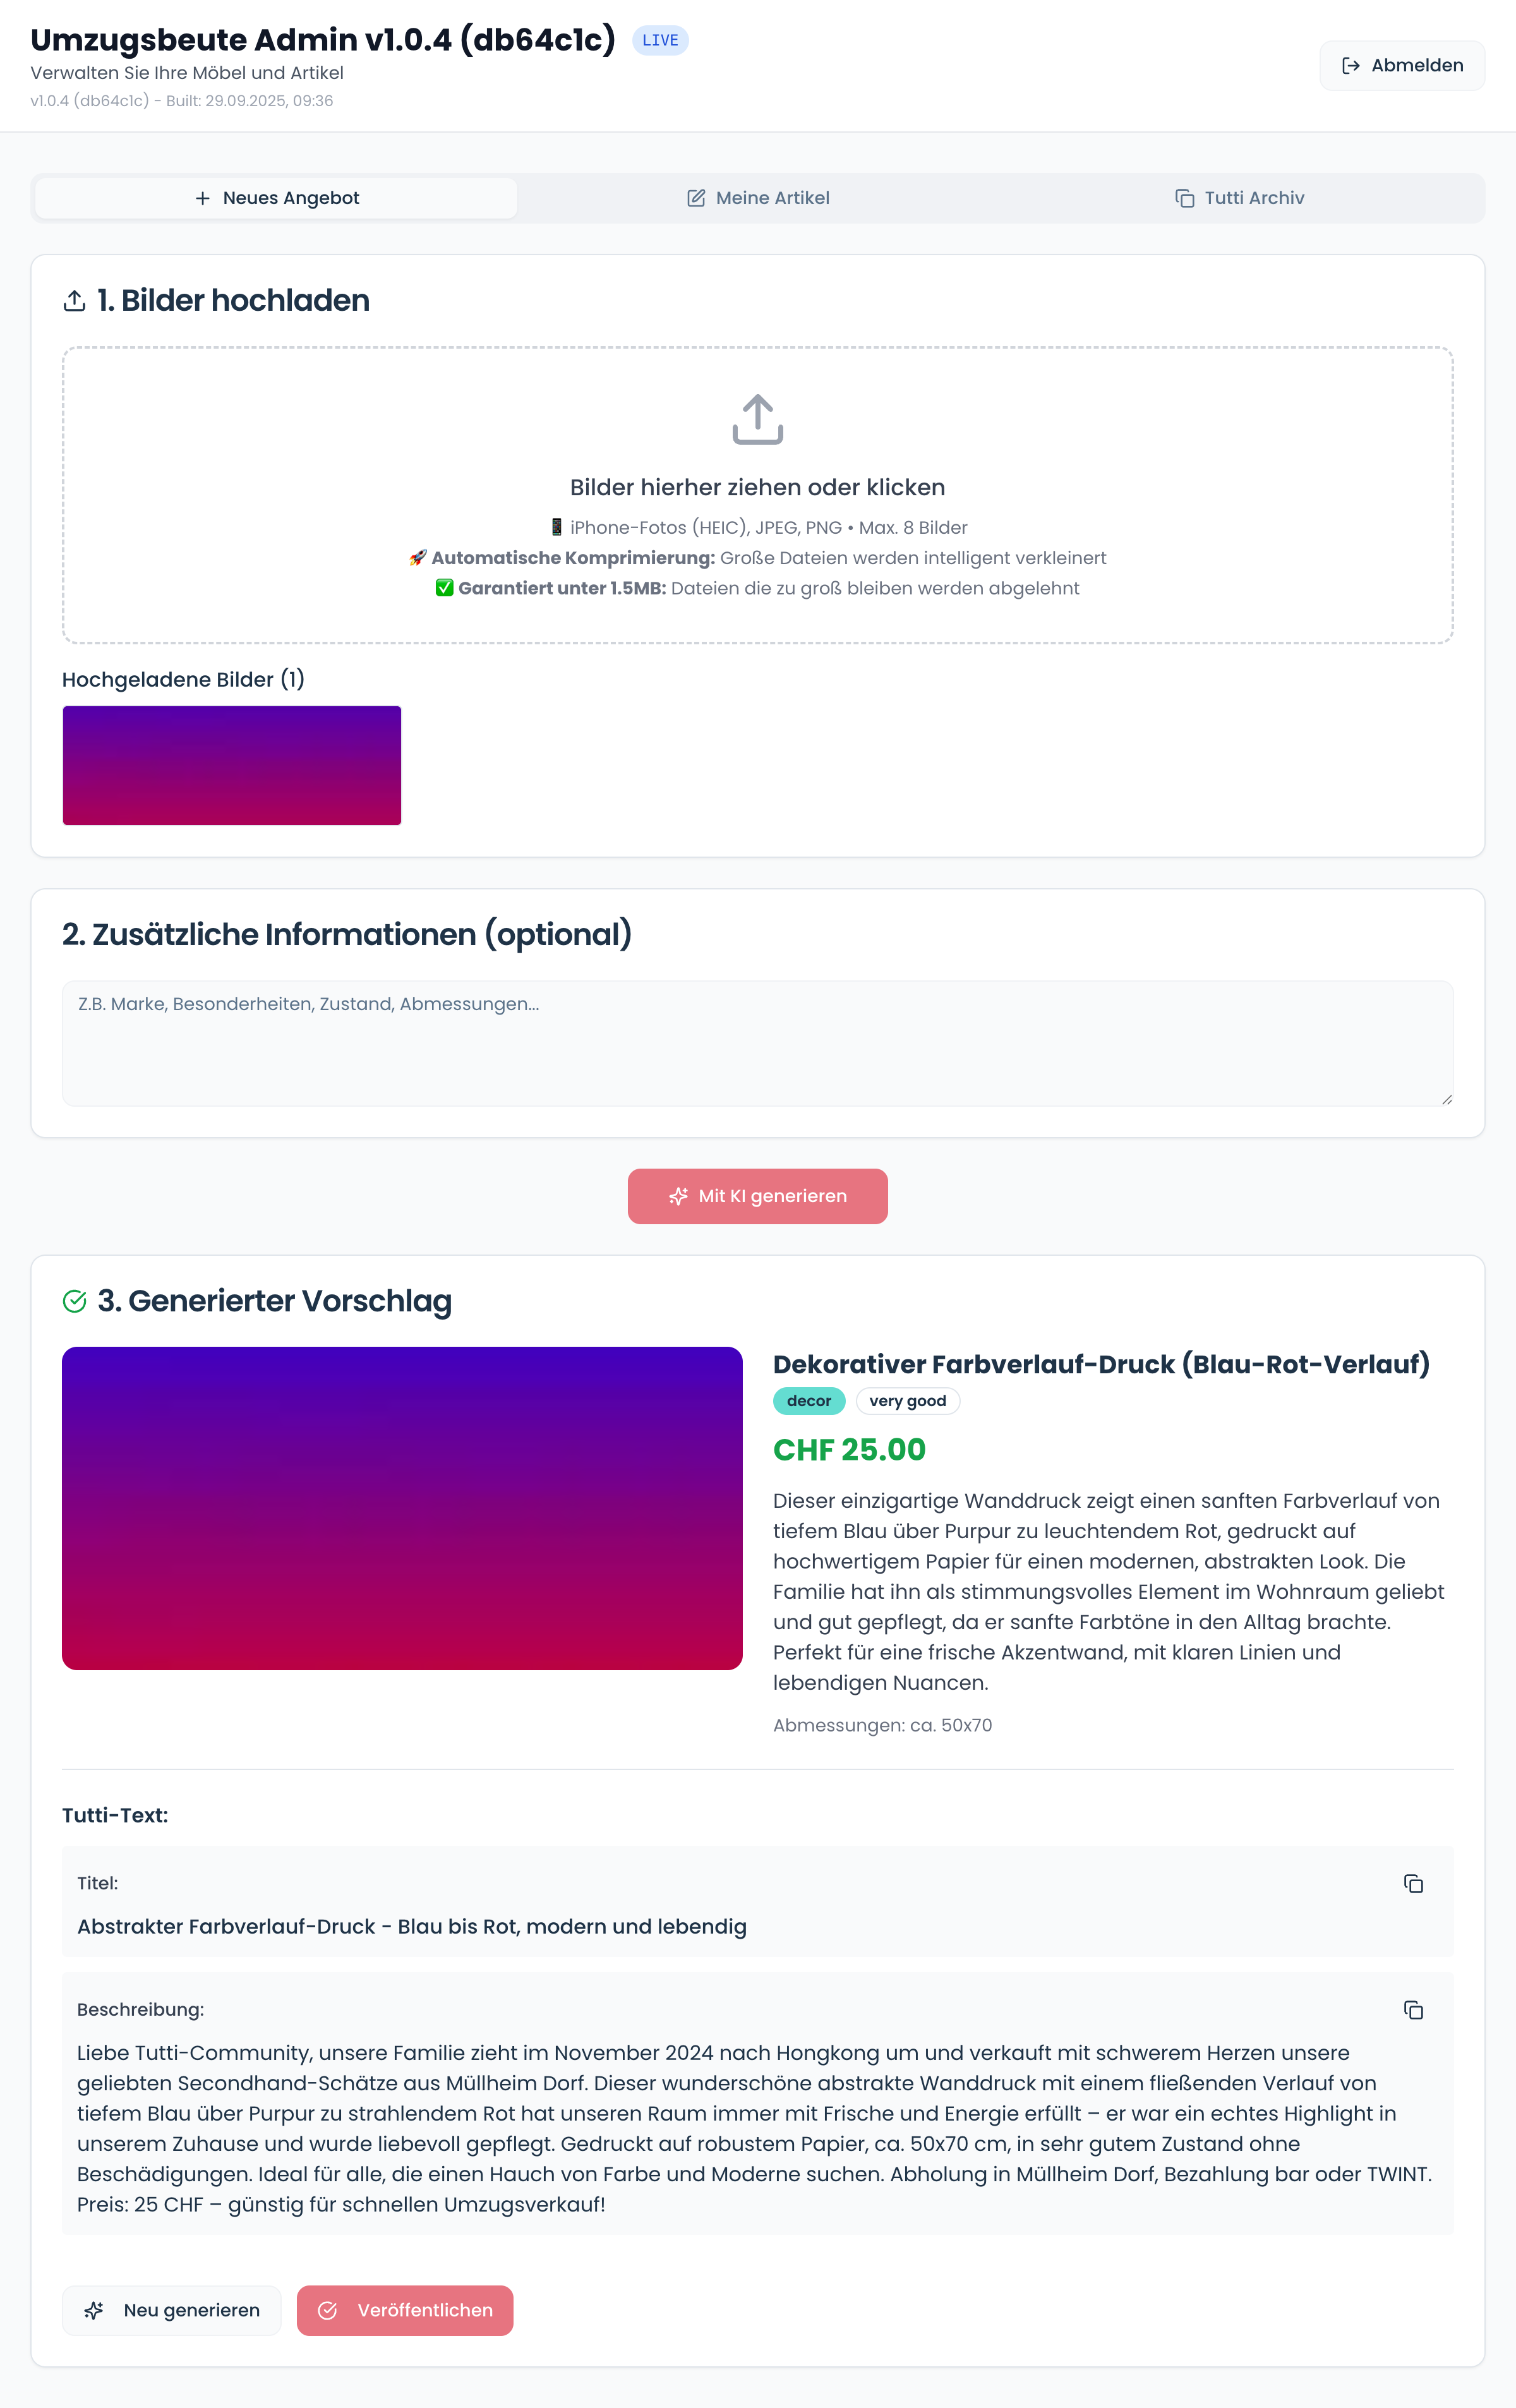 Umzugsbeute Admin v1.0.4 (db64c1c) LIVE
Verwalten Sie Ihre Möbel und Artikel
v1.0.4 (db64c1c) - Built: 29.09.2025, 09:36
Abmelden
Neues Angebot
Meine Artikel
Tutti Archiv
1. Bilder hochladen
Bilder hierher ziehen oder klicken
📱 iPhone-Fotos (HEIC), JPEG, PNG • Max. 8 Bilder
🚀 Automatische Komprimierung: Große Dateien werden intelligent verkleinert
✅ Garantiert unter 1.5MB: Dateien die zu groß bleiben werden abgelehnt
Hochgeladene Bilder (1)
2. Zusätzliche Informationen (optional)
Z.B. Marke, Besonderheiten, Zustand, Abmessungen...
Mit KI generieren
3. Generierter Vorschlag
Dekorativer Farbverlauf-Druck (Blau-Rot-Verlauf)
decor
very good
CHF 25.00
Dieser einzigartige Wanddruck zeigt einen sanften Farbverlauf von
tiefem Blau über Purpur zu leuchtendem Rot, gedruckt auf
hochwertigem Papier für einen modernen, abstrakten Look. Die
Familie hat ihn als stimmungsvolles Element im Wohnraum geliebt
und gut gepflegt, da er sanfte Farbtöne in den Alltag brachte.
Perfekt für eine frische Akzentwand, mit klaren Linien und
lebendigen Nuancen.
Abmessungen: ca. 50x70
Tutti-Text:
Titel:
Abstrakter Farbverlauf-Druck - Blau bis Rot, modern und lebendig
Beschreibung:
Liebe Tutti-Community, unsere Familie zieht im November 2024 nach Hongkong um und verkauft mit schwerem Herzen unsere
geliebten Secondhand-Schätze aus Müllheim Dorf. Dieser wunderschöne abstrakte Wanddruck mit einem fließenden Verlauf von
tiefem Blau über Purpur zu strahlendem Rot hat unseren Raum immer mit Frische und Energie erfüllt – er war ein echtes Highlight in
unserem Zuhause und wurde liebevoll gepflegt. Gedruckt auf robustem Papier, ca. 50x70 cm, in sehr gutem Zustand ohne
Beschädigungen. Ideal für alle, die einen Hauch von Farbe und Moderne suchen. Abholung in Müllheim Dorf, Bezahlung bar oder TWINT.
Preis: 25 CHF – günstig für schnellen Umzugsverkauf!
Neu generieren
Veröffentlichen